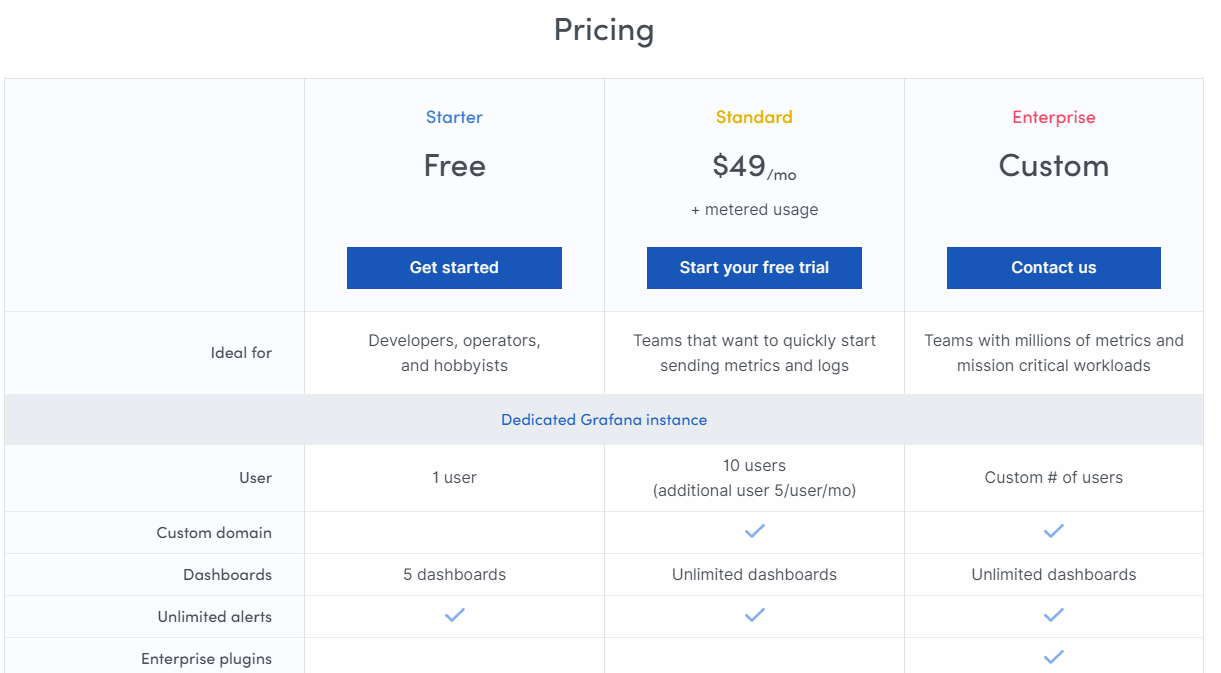 Pricing
Starter
Standard
Enterprise
Free
$49/mo
Custom
+ metered usage
Get started
Start your free trial
Contact us
Ideal for
Developers, operators,
and hobbyists
Teams that want to quickly start
sending metrics and logs
Teams with millions of metrics and
mission critical workloads
Dedicated Grafana instance
User
1 user
10 users
(additional user 5/user/mo)
Custom # of users
Custom domain
Dashboards
5 dashboards
Unlimited dashboards
Unlimited dashboards
Unlimited alerts
Enterprise plugins